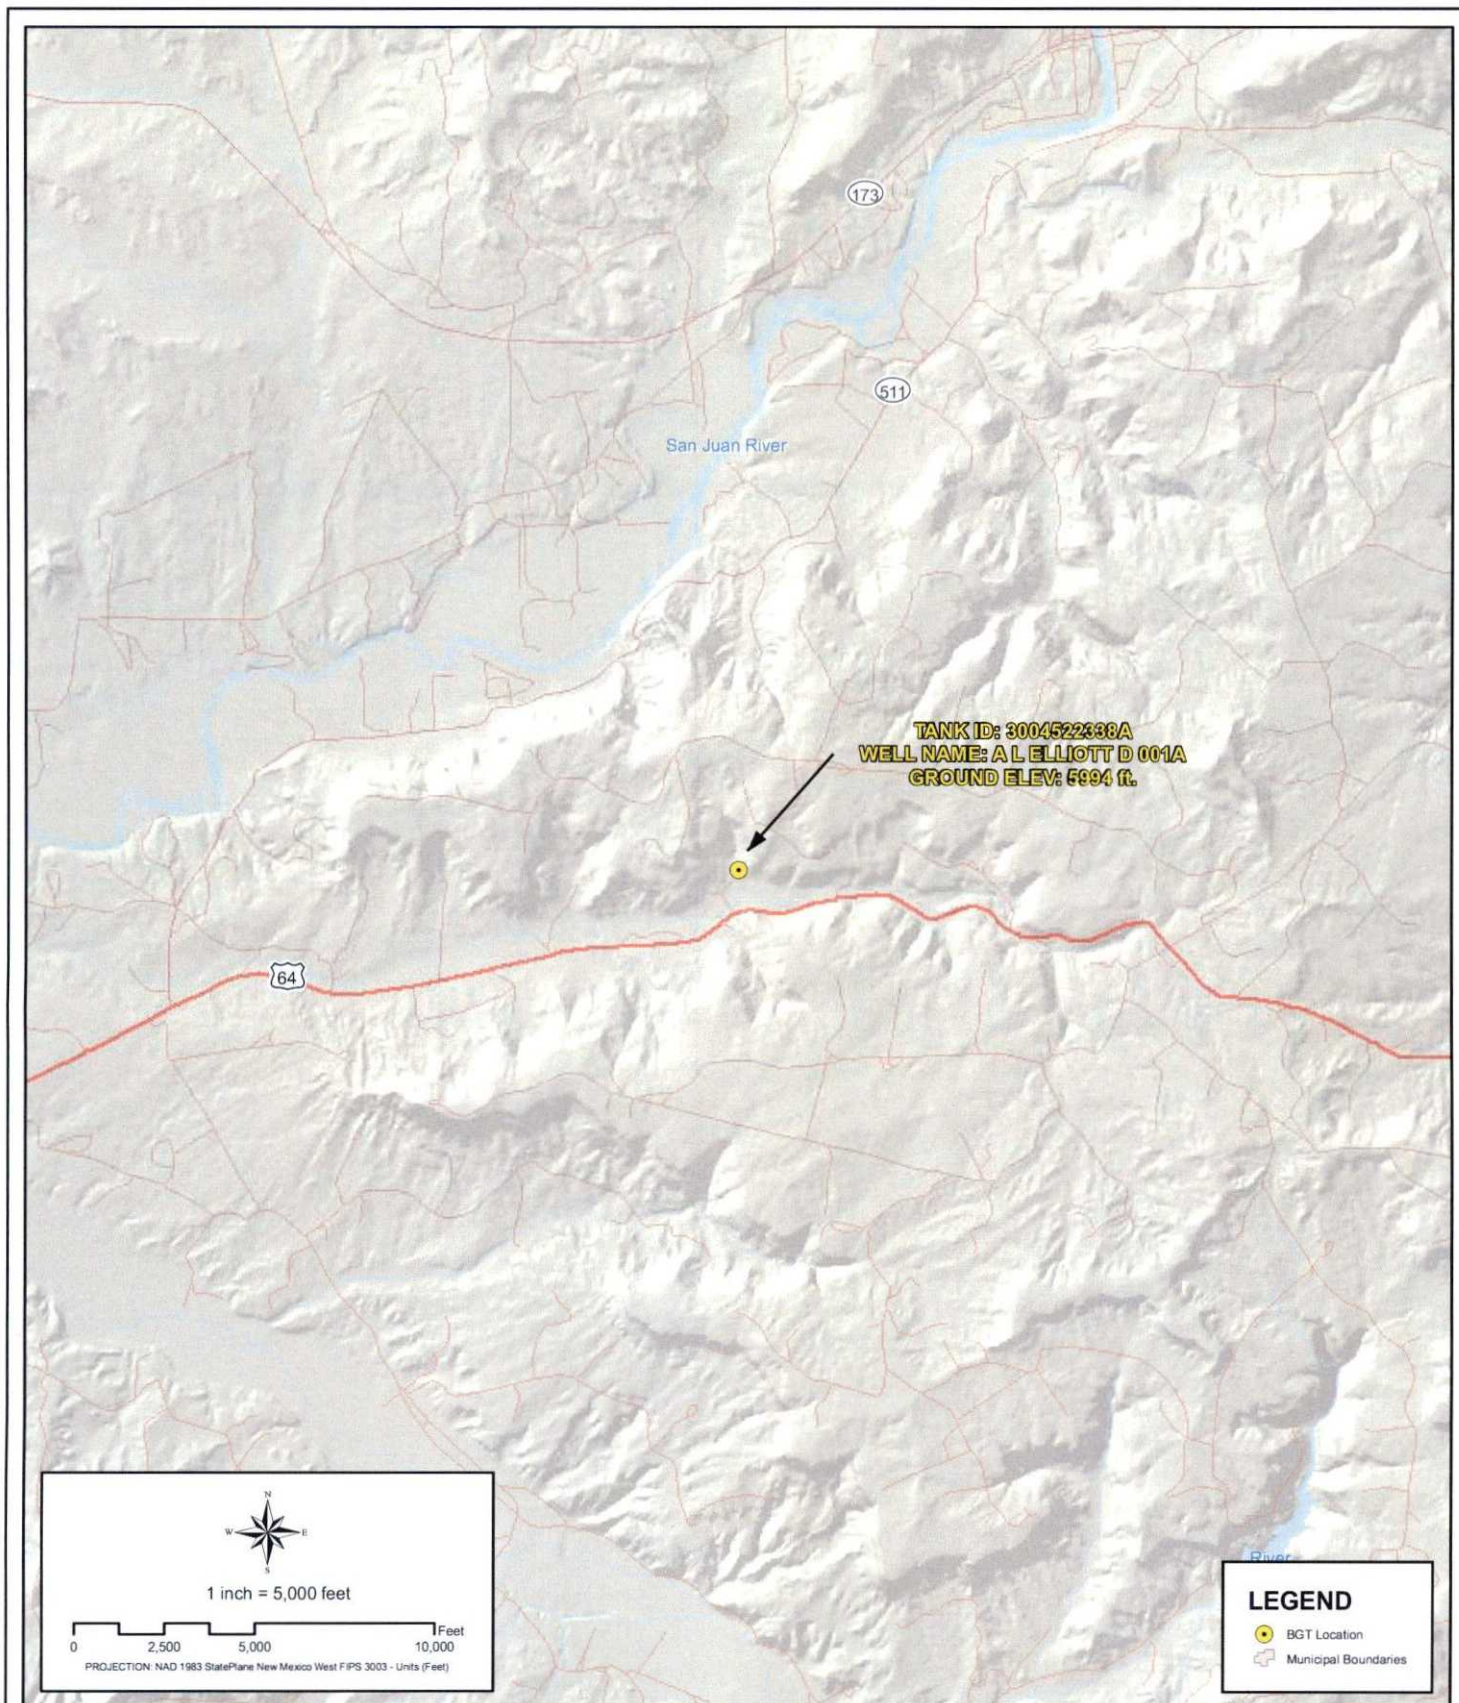 173
511
San Juan River
TANK ID: 3004522338A
WELL NAME: A L ELLIOTT D 001A
GROUND ELEV: 5994 ft.
64
N
W E
S
1 inch = 5,000 feet
Feet
0 2,500 5,000 10,000
PROJECTION: NAD 1983 StatePlane New Mexico West FIPS 3003 - Units (Feet)
River
LEGEND
BGT Location
Municipal Boundaries